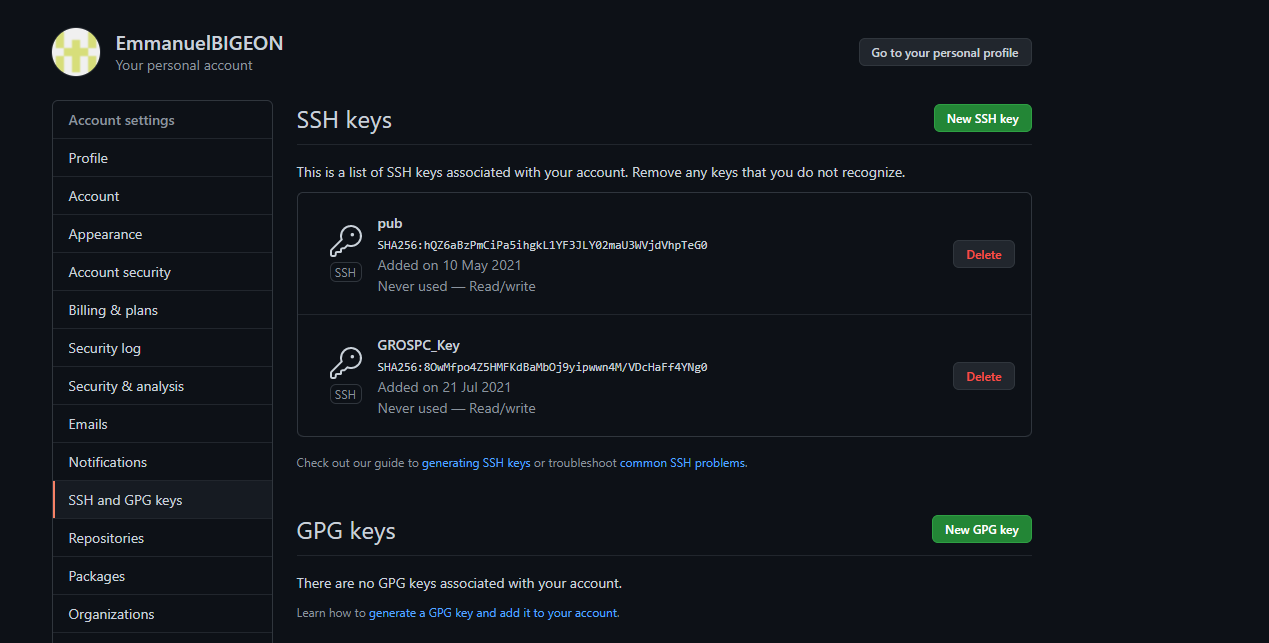 EmmanuelBIGEON
Your personal account
Go to your personal profile
Account settings
Profile
Account
Appearance
Account security
Billing & plans
Security log
Security & analysis
Emails
Notifications
SSH and GPG keys
Repositories
Packages
Organizations
SSH keys
New SSH key
This is a list of SSH keys associated with your account. Remove any keys that you do not recognize.
SSH
pub
SHA256:hQZ6aBzPmCiPa5ihgkL1YF3JLY02maU3WVjdVhpTeG0
Added on 10 May 2021
Never used — Read/write
Delete
SSH
GROSPC_Key
SHA256:8OwMfpo4Z5HMFKdBaMbOj9yipwwn4M/VDcHaFf4YNg0
Added on 21 Jul 2021
Never used — Read/write
Delete
Check out our guide to generating SSH keys or troubleshoot common SSH problems.
GPG keys
New GPG key
There are no GPG keys associated with your account.
Learn how to generate a GPG key and add it to your account.